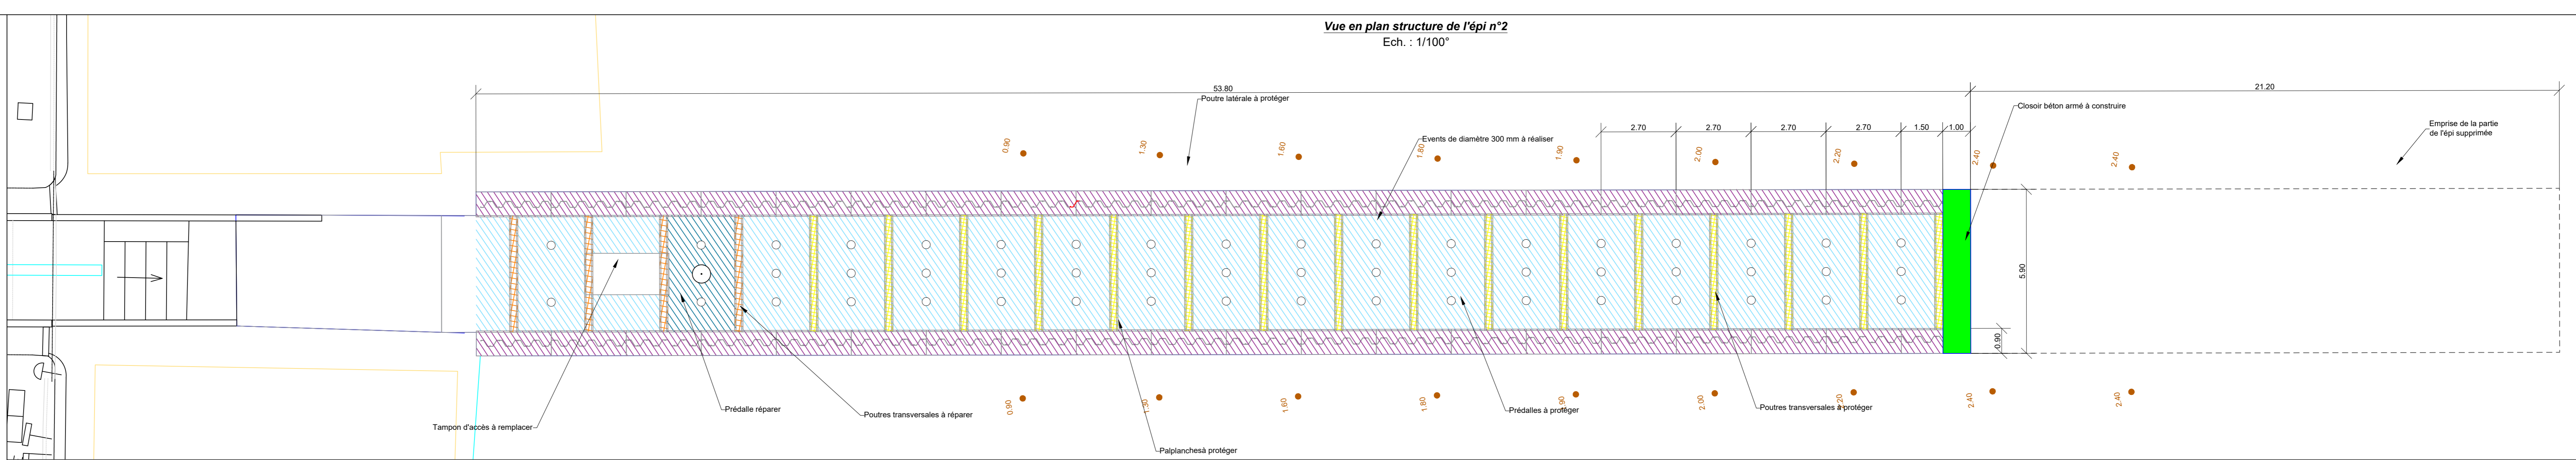 Vue en plan structure de l'épi n°2
Ech. : 1/100°
53.80
21.20
Poutre latérale à protéger
Closoir béton armé à construire
Emprise de la partie
de l'épi supprimée
Events de diamètre 300 mm à réaliser
2.70
2.70
2.70
2.70
1.50
1.00
0.90
1.30
1.60
1.80
1.90
2.00
2.20
2.40
2.40
5.90
0.90
0.90
1.30
1.60
1.80
1.90
2.00
2.20
2.40
2.40
Prédalle réparer
Poutres transversales à réparer
Prédalles à protéger
Poutres transversales à protéger
Tampon d'accès à remplacer
Palplanchesà protéger